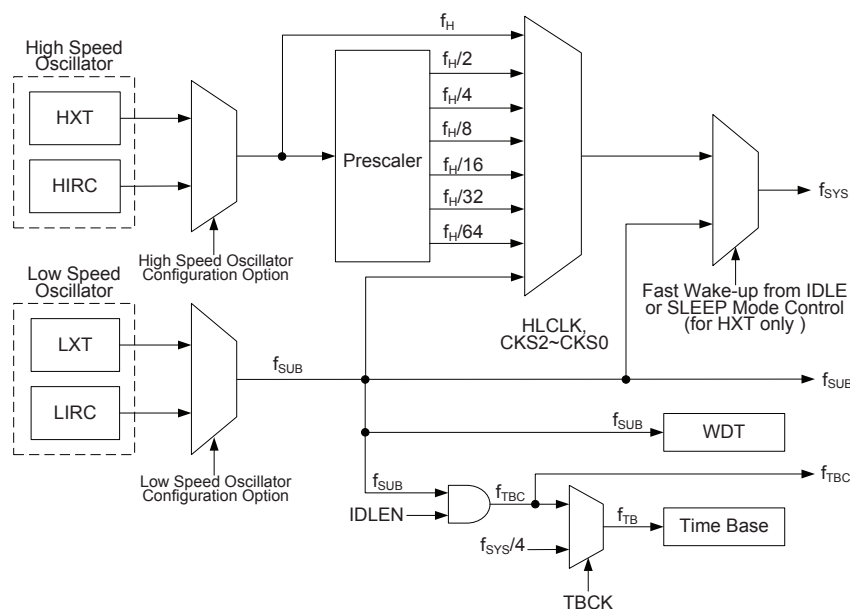 High Speed
Oscillator
HXT
HIRC
High Speed Oscillator
Configuration Option
fH
Prescaler
fH/2
fH/4
fH/8
fH/16
fH/32
fH/64
HLCLK,
CKS2~CKS0
fSYS
Fast Wake-up from IDLE
or SLEEP Mode Control
(for HXT only )
Low Speed
Oscillator
LXT
LIRC
Low Speed Oscillator
Configuration Option
fSUB
fSUB
fSUB
WDT
fSUB
IDLEN
fTBC
fTBC
fSYS/4
TBCK
fTB
Time Base